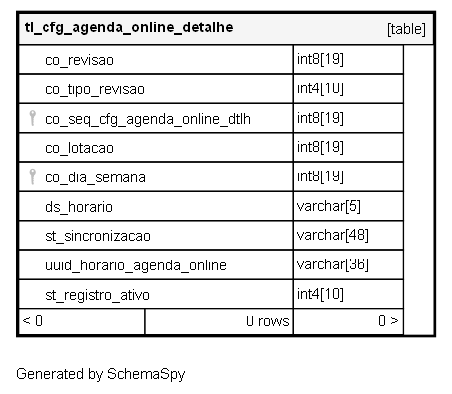 tl_cfg_agenda_online_detalhe [table]
co_revisao int8[19]
co_tipo_revisao int4[10]
co_seq_cfg_agenda_online_dtlh int8[19]
co_lotacao int8[19]
co_dia_semana int8[19]
ds_horario varchar[5]
st_sincronizacao varchar[48]
uuid_horario_agenda_online varchar[36]
st_registro_ativo int4[10]
< 0 0 rows 0 >
Generated by SchemaSpy